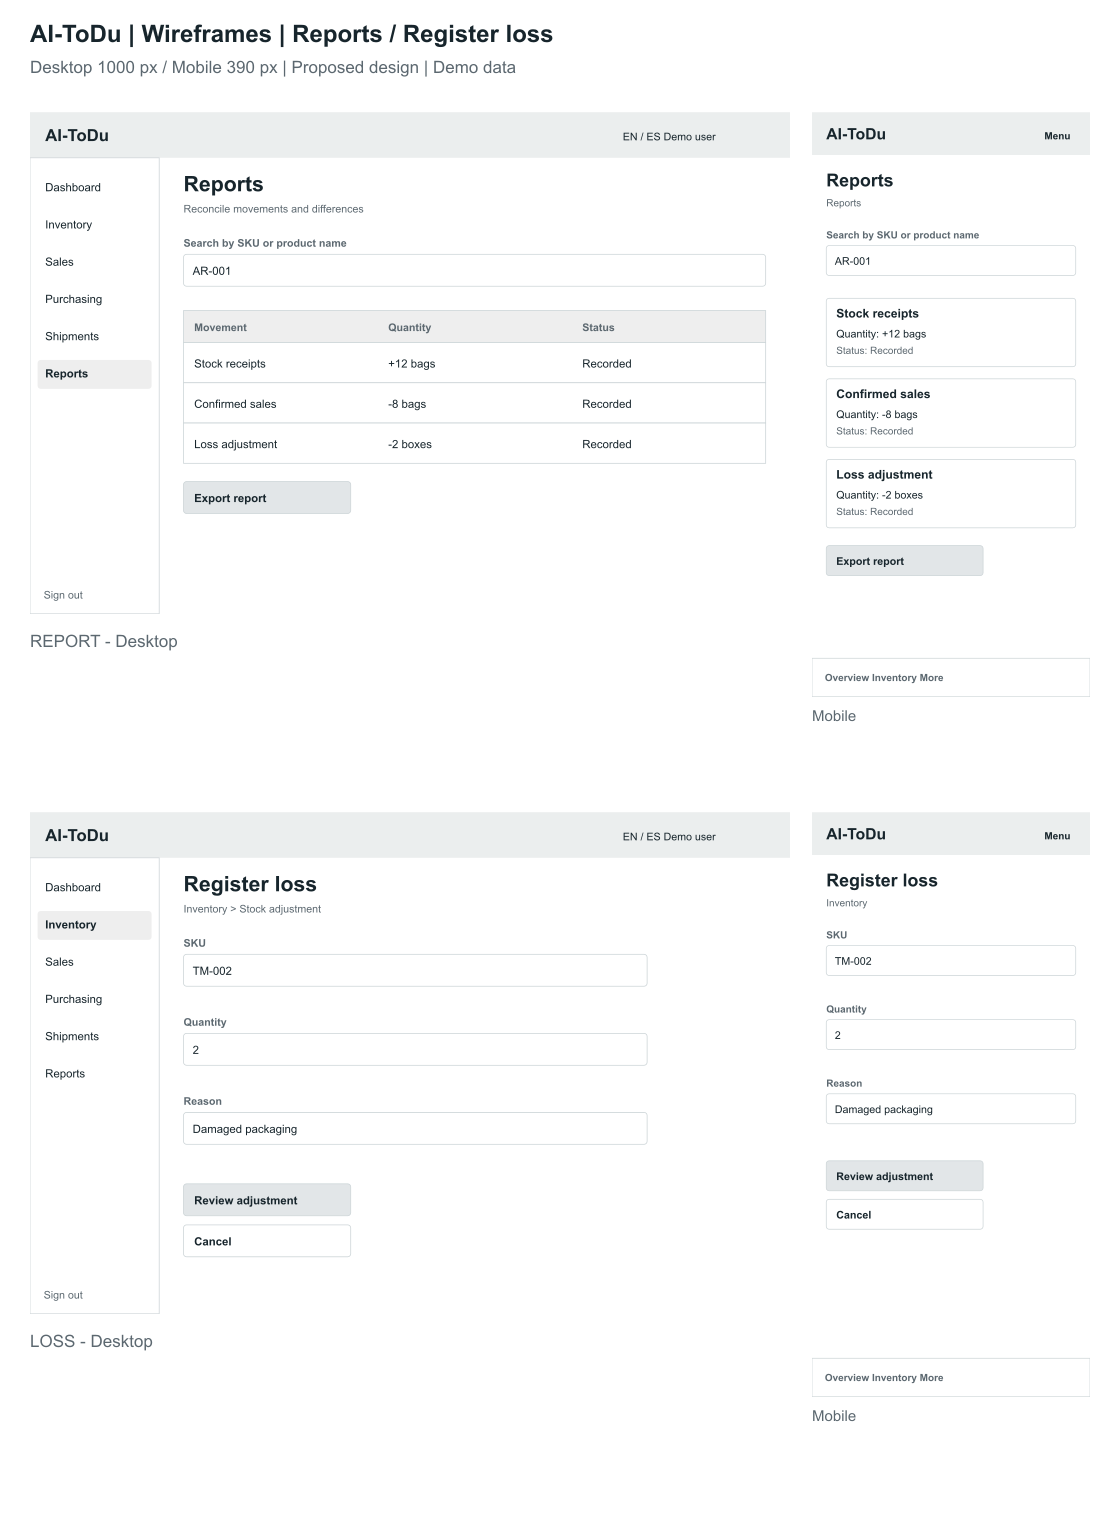 AI-ToDu | Wireframes | Reports / Register loss
Desktop 1000 px / Mobile 390 px | Proposed design | Demo data
AI-ToDu
EN / ES Demo user
Dashboard
Inventory
Sales
Purchasing
Shipments
Reports
Sign out
Reports
Reconcile movements and differences
Search by SKU or product name
AR-001
Movement Quantity Status
Stock receipts +12 bags Recorded
Confirmed sales -8 bags Recorded
Loss adjustment -2 boxes Recorded
Export report
REPORT - Desktop
AI-ToDu
Menu
Reports
Reports
Search by SKU or product name
AR-001
Stock receipts
Quantity: +12 bags
Status: Recorded
Confirmed sales
Quantity: -8 bags
Status: Recorded
Loss adjustment
Quantity: -2 boxes
Status: Recorded
Export report
Overview Inventory More
Mobile
AI-ToDu
EN / ES Demo user
Dashboard
Inventory
Sales
Purchasing
Shipments
Reports
Sign out
Register loss
Inventory > Stock adjustment
SKU
TM-002
Quantity
2
Reason
Damaged packaging
Review adjustment
Cancel
LOSS - Desktop
AI-ToDu
Menu
Register loss
Inventory
SKU
TM-002
Quantity
2
Reason
Damaged packaging
Review adjustment
Cancel
Overview Inventory More
Mobile